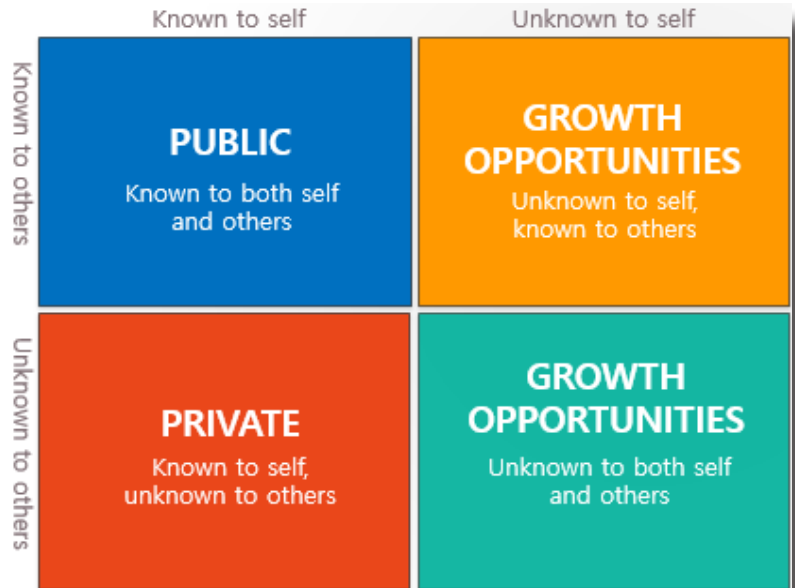 Known to self
Unknown to self
Known to others
PUBLIC
Known to both self
and others
GROWTH
OPPORTUNITIES
Unknown to self,
known to others
Unknown to others
PRIVATE
Known to self,
unknown to others
GROWTH
OPPORTUNITIES
Unknown to both self
and others